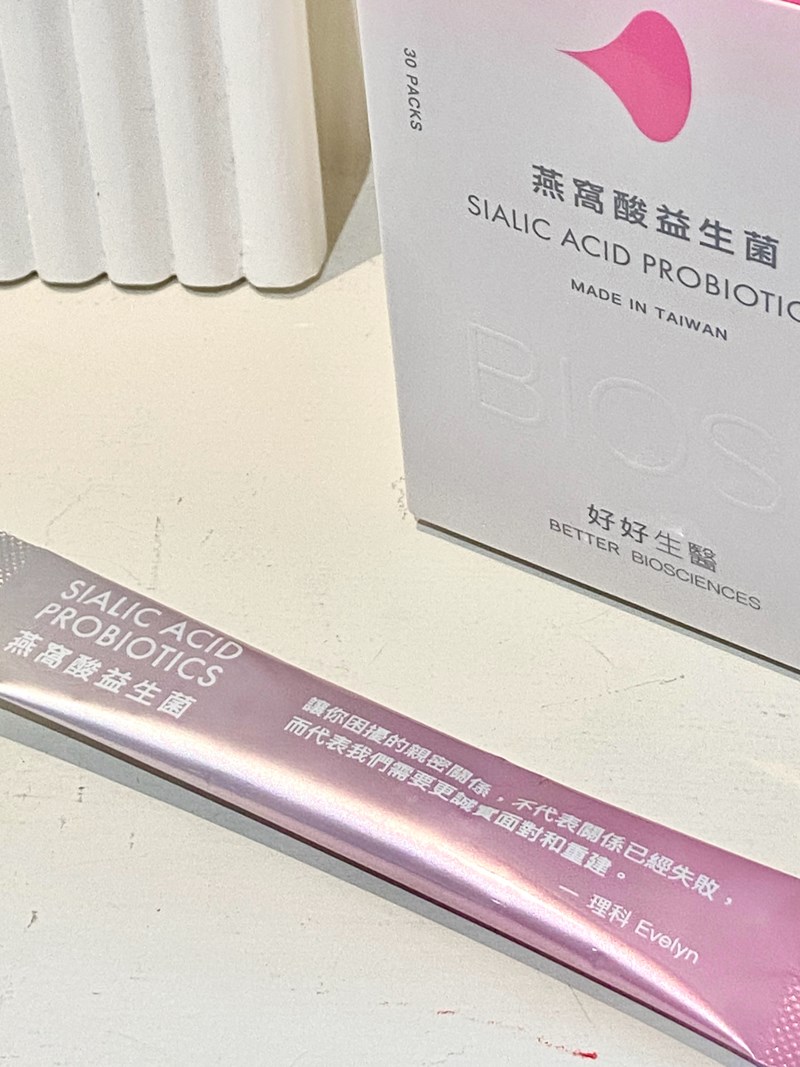 30 PACKS
燕窩酸益生菌
SIALIC ACID PROBIOTIC
MADE IN TAIWAN
BIOS
好好生醫
BETTER BIOSCIENCES
SIALIC ACID
PROBIOTICS
燕窩酸益生菌
讓你困擾的親密關係，不代表關係已經失敗，
而代表我們需要更誠實面對和重建。
— 理科 Evelyn